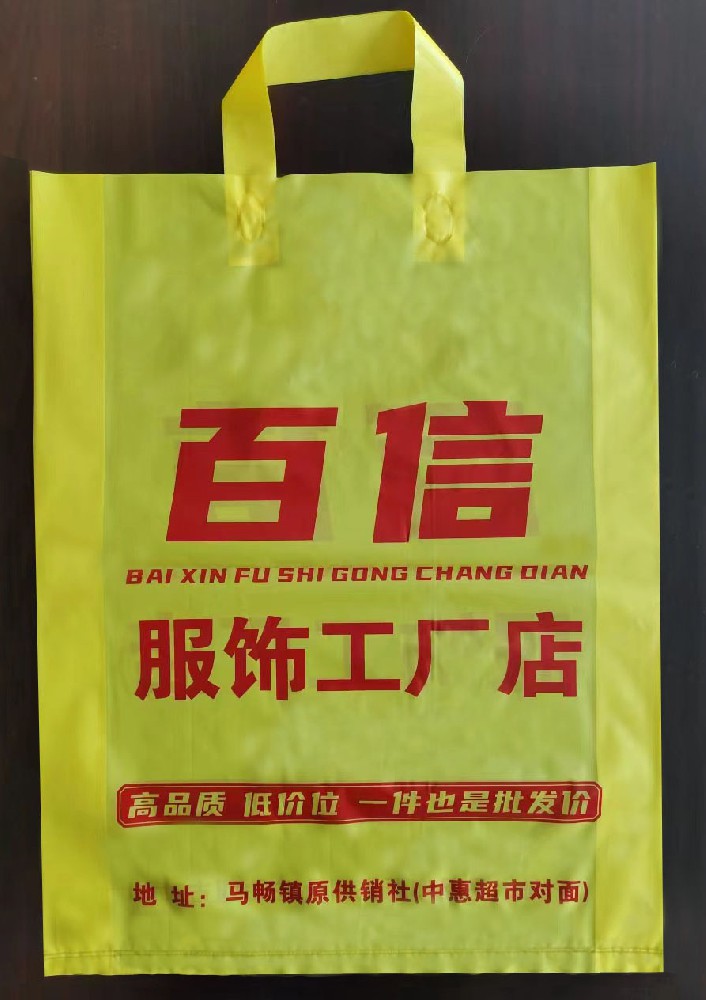 百信
BAI XIN FU SHI GONG CHANG DIAN
服饰工厂店
高品质 低价位 一件也是批发价
地 址：马畅镇原供销社(中惠超市对面)